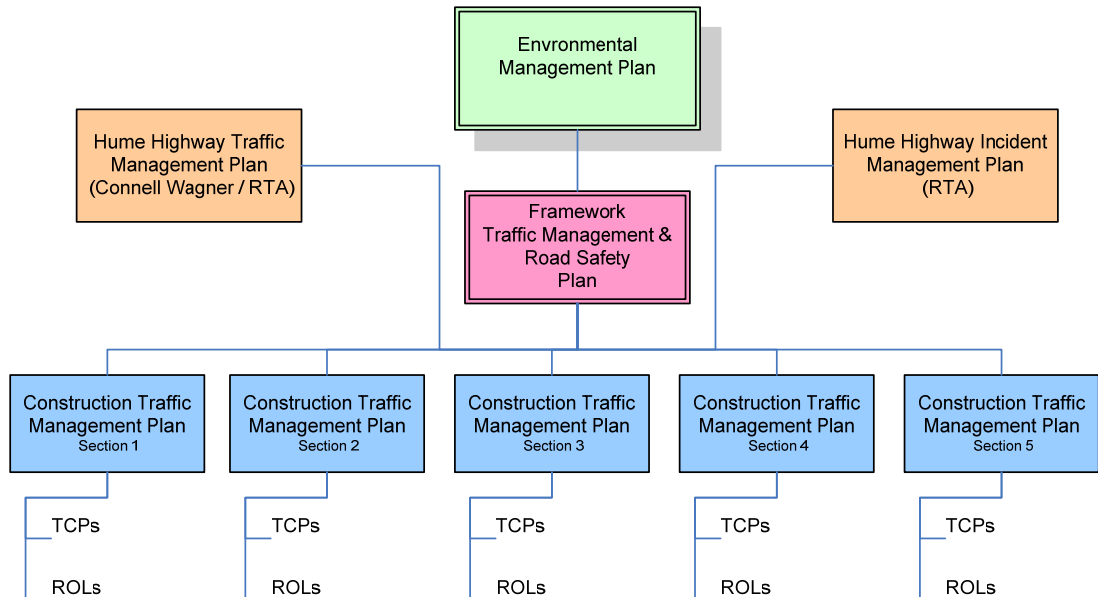 Envronmental
Management Plan
Hume Highway Traffic
Management Plan
(Connell Wagner / RTA)
Hume Highway Incident
Management Plan
(RTA)
Framework
Traffic Management &
Road Safety
Plan
Construction Traffic
Management Plan
Section 1
Construction Traffic
Management Plan
Section 2
Construction Traffic
Management Plan
Section 3
Construction Traffic
Management Plan
Section 4
Construction Traffic
Management Plan
Section 5
TCPs
TCPs
TCPs
TCPs
TCPs
ROLs
ROLs
ROLs
ROLs
ROLs